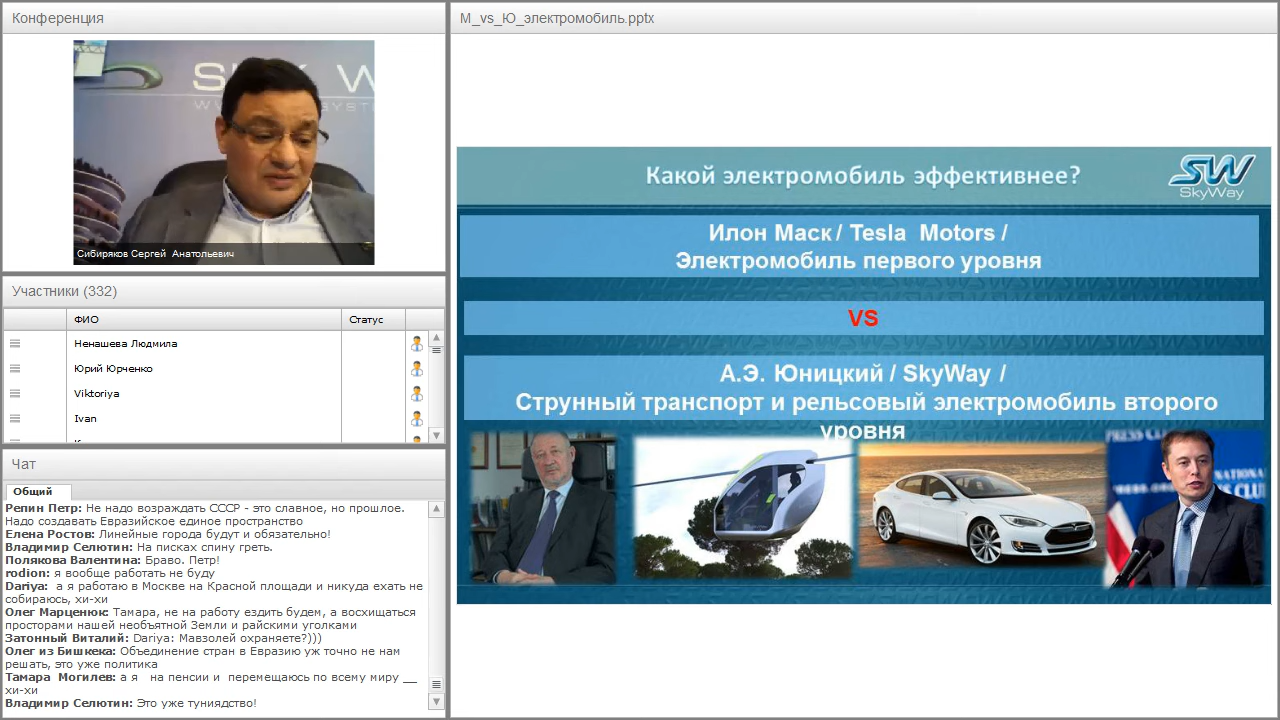 Конференция
SKY W
Сибиряков Сергей Анатольевич
Участники (332)
ФИО
Статус
Ненашева Людмила
Юрий Юрченко
Viktoriya
Ivan
Чат
Общий
Репин Петр: Не надо возражать СССР - это славное, но прошлое.
Надо создавать Евразийское единое пространство
Елена Ростов: Линейные города будут и обязательно!
Владимир Селютин: На писках спину греть.
Полякова Валентина: Браво. Петр!
rodion: я вообще работать не буду
Dariya: а я работаю в Москве на Красной площади и никуда ехать не
собираюсь, хи-хи
Олег Марценюк: Тамара, не на работу ездить будем, а восхищаться
просторами нашей необъятной Земли и райскими уголками
Затонный Виталий: Dariya: Мавзолей охраняете?)))
Олег из Бишкека: Объединение стран в Евразию уж точно не нам
решать, это уже политика
Тамара Могилев: а я на пенсии и перемещаюсь по всему миру __
хи-хи
Владимир Селютин: Это уже туниядство!
М_vs_Ю_электромобиль.pptx
Какой электромобиль эффективнее?
SW
SkyWay
Илон Маск / Tesla Motors /
Электромобиль первого уровня
VS
А.Э. Юницкий / SkyWay /
Струнный транспорт и рельсовый электромобиль второго
уровня